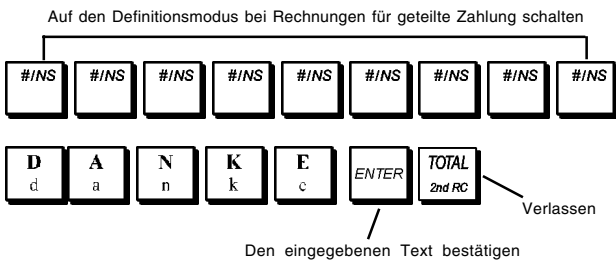 Auf den Definitionsmodus bei Rechnungen für geteilte Zahlung schalten
#/NS #/NS #/NS #/NS #/NS #/NS #/NS #/NS #/NS
D A N K E ENTER TOTAL
d a n k e 2nd RC
Verlassen
Den eingegebenen Text bestätigen